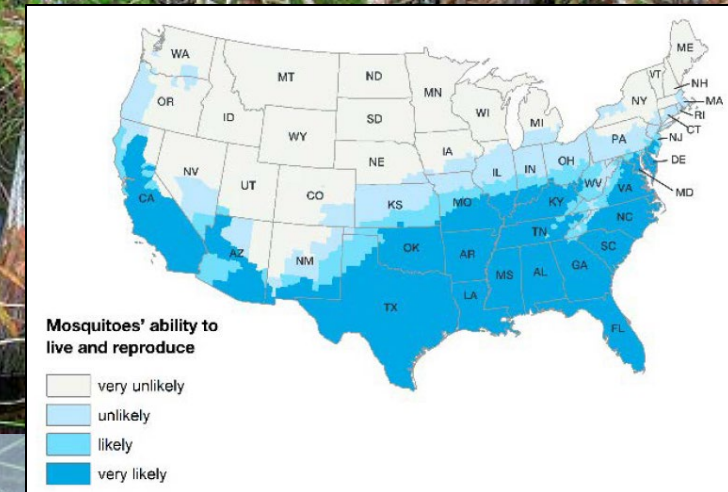 WA
MT
ND
MN
ME
VT
NH
MA
RI
CT
NJ
DE
MD
NY
OR
ID
WY
SD
WI
MI
NE
IA
PA
NV
UT
CO
KS
MO
IL
IN
OH
WV
VA
KY
CA
AZ
NM
OK
AR
TN
NC
SC
TX
LA
MS
AL
GA
FL
Mosquitoes' ability to
live and reproduce
very unlikely
unlikely
likely
very likely